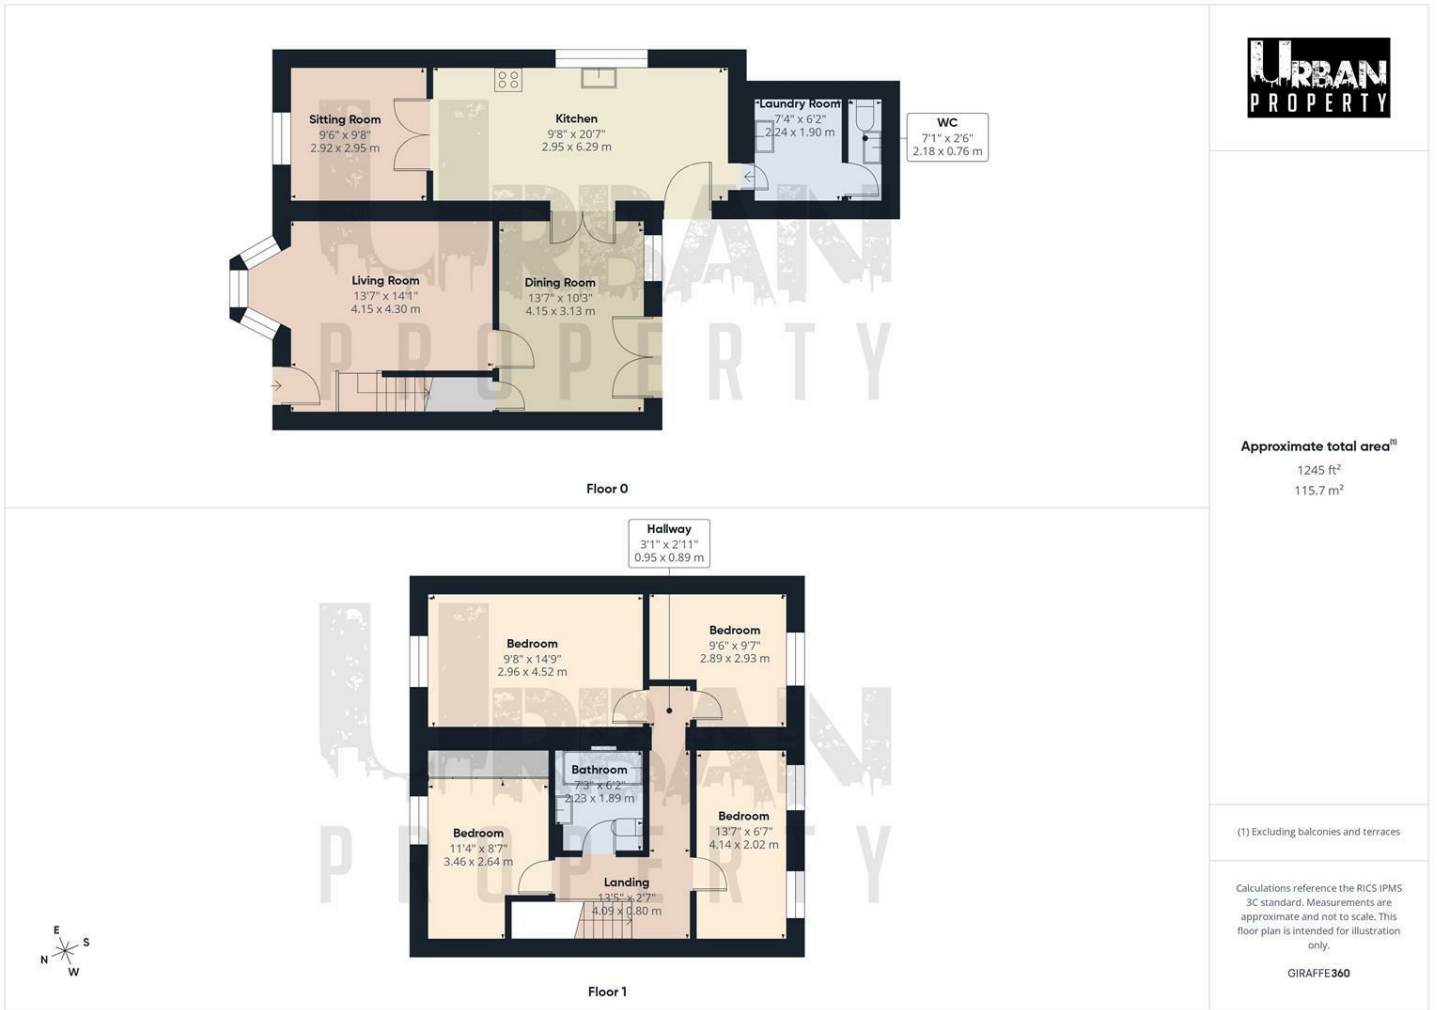 URBAN
PROPERTY
Sitting Room
9'6" x 9'8"
2.92 x 2.95 m
Kitchen
9'8" x 20'7"
2.95 x 6.29 m
Laundry Room
7'4" x 6'2"
2.24 x 1.90 m
WC
7'1" x 2'6"
2.18 x 0.76 m
Living Room
13'7" x 14'1"
4.15 x 4.30 m
Dining Room
13'7" x 10'3"
4.15 x 3.13 m
URBAN
PROPERTY
Floor 0
Approximate total area(1)
1245 ft²
115.7 m²
Hallway
3'1" x 2'11"
0.95 x 0.89 m
Bedroom
9'8" x 14'9"
2.96 x 4.52 m
Bedroom
9'6" x 9'7"
2.89 x 2.93 m
Bathroom
7'3" x 6'2"
2.23 x 1.89 m
Bedroom
11'4" x 8'7"
3.46 x 2.64 m
Bedroom
13'7" x 6'7"
4.14 x 2.02 m
Landing
13'5" x 2'7"
4.09 x 0.80 m
URBAN
PROPERTY
E
S
N
W
Floor 1
(1) Excluding balconies and terraces
Calculations reference the RICS IPMS
3C standard. Measurements are
approximate and not to scale. This
floor plan is intended for illustration
only.
GIRAFFE360